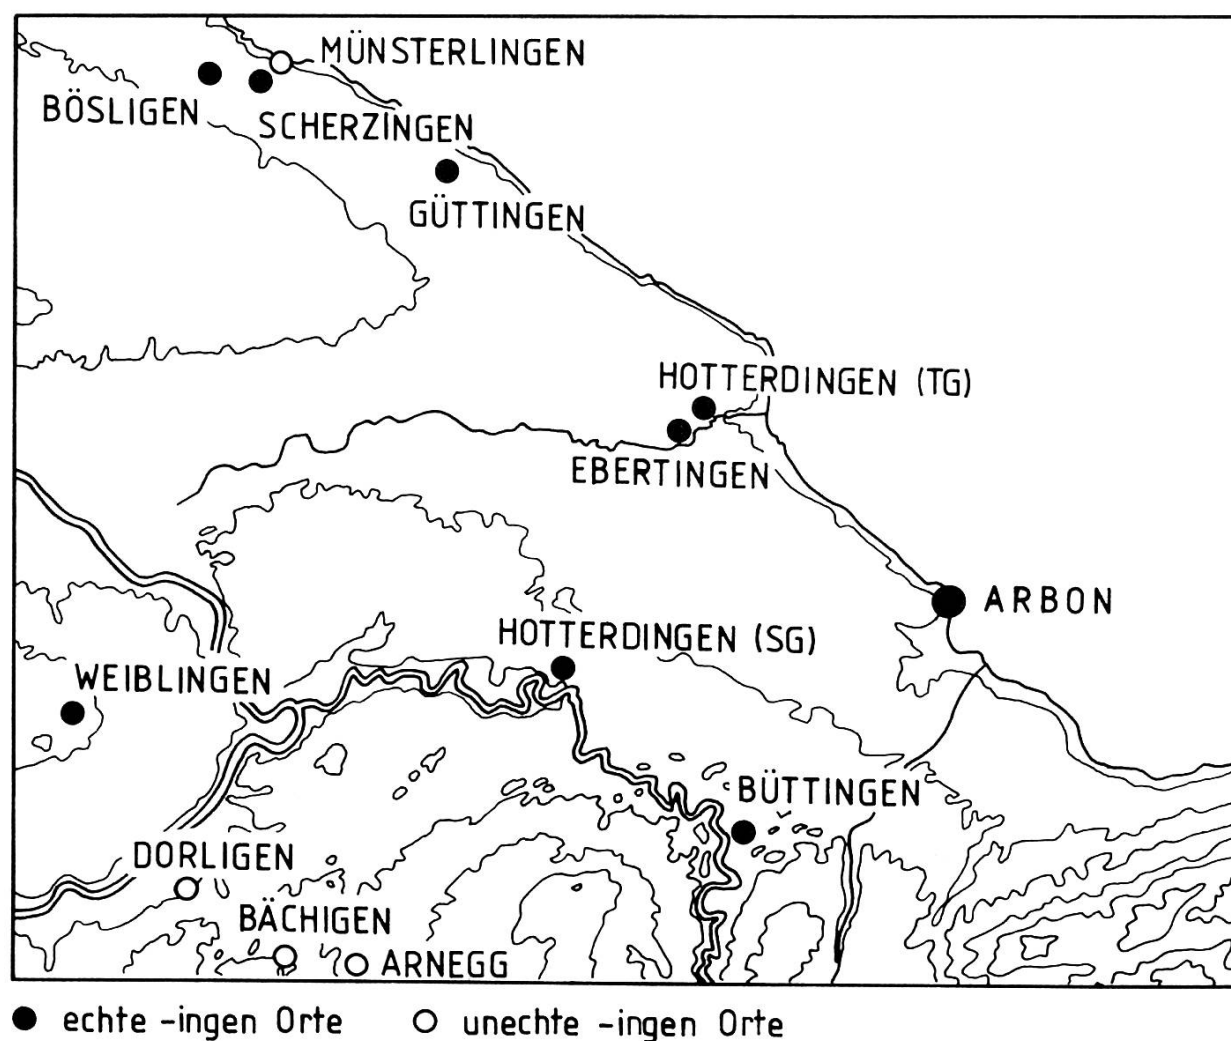 MÜNSTERLINGEN
BÖSLIGEN
SCHERZINGEN
GÜTTINGEN
HOTTERDINGEN (TG)
EBERTINGEN
ARBON
HOTTERDINGEN (SG)
WEIBLINGEN
BÜTTINGEN
DORLIGEN
BÄCHIGEN
ARNEGG
echte -ingen Orte
unechte -ingen Orte